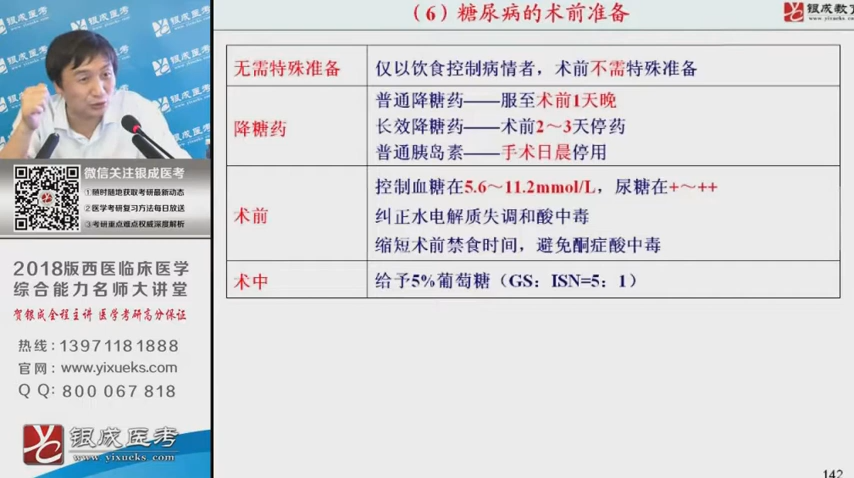 （6）糖尿病的术前准备
银成教育
www.yixueks.com
无需特殊准备
仅以饮食控制病情者，术前不需特殊准备
降糖药
普通降糖药——服至术前1天晚
长效降糖药——术前2～3天停药
普通胰岛素——手术日晨停用
术前
控制血糖在5.6～11.2mmol/L，尿糖在+～++
纠正水电解质失调和酸中毒
缩短术前禁食时间，避免酮症酸中毒
术中
给予5%葡萄糖（GS：ISN=5：1）
142
银成医考
微信关注银成医考
①随时随地获取考研最新动态
②医学考研复习方法每日放送
③考研重点难点权威深度解析
2018版西医临床医学
综合能力名师大讲堂
贺银成全程主讲 医学考研高分保证
热线：13971181888
官网：www.yixueks.com
QQ：800 067 818
银成医考
www.yixueks.com